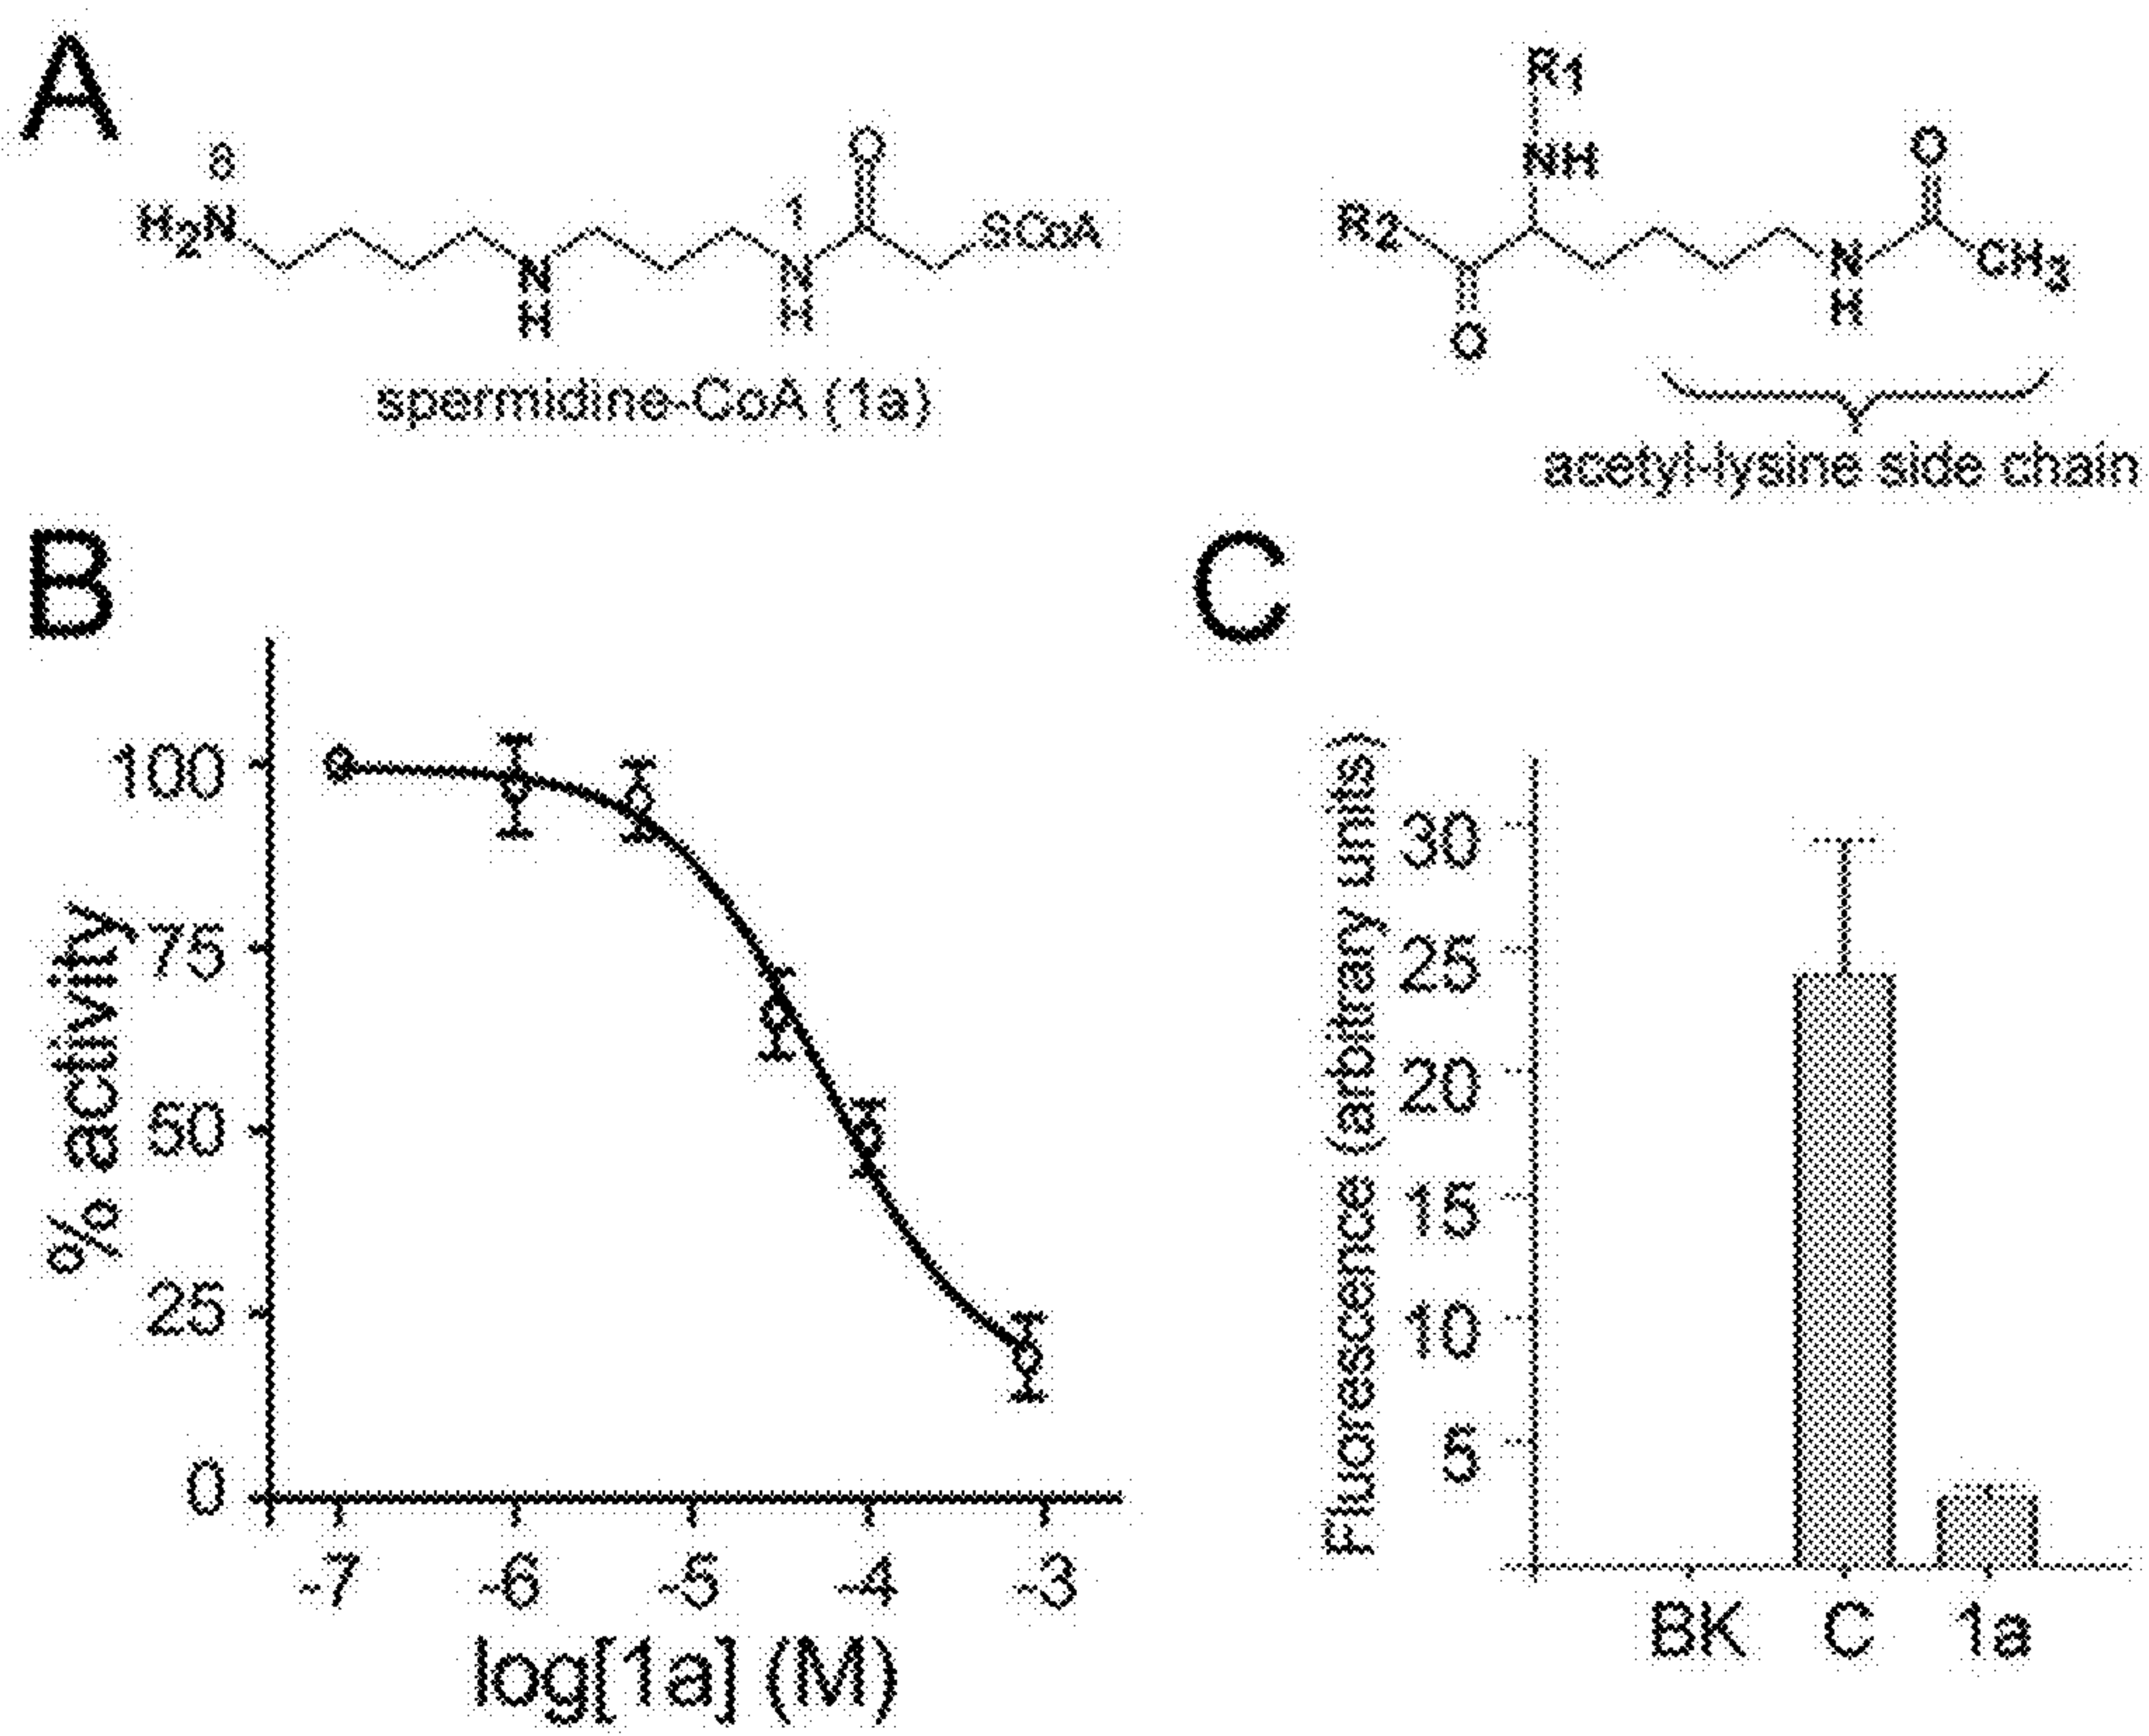 A
8
H2N
N
H
1
N
H
O
SCoA
spermidine-CoA (1a)
R1
NH
R2
O
N
H
O
CH3
acetyl-lysine side chain
B
% activity
100
75
50
25
0
-7 -6 -5 -4 -3
log[1a] (M)
C
Fluorescence (arbitrary units)
30
25
20
15
10
5
BK C 1a